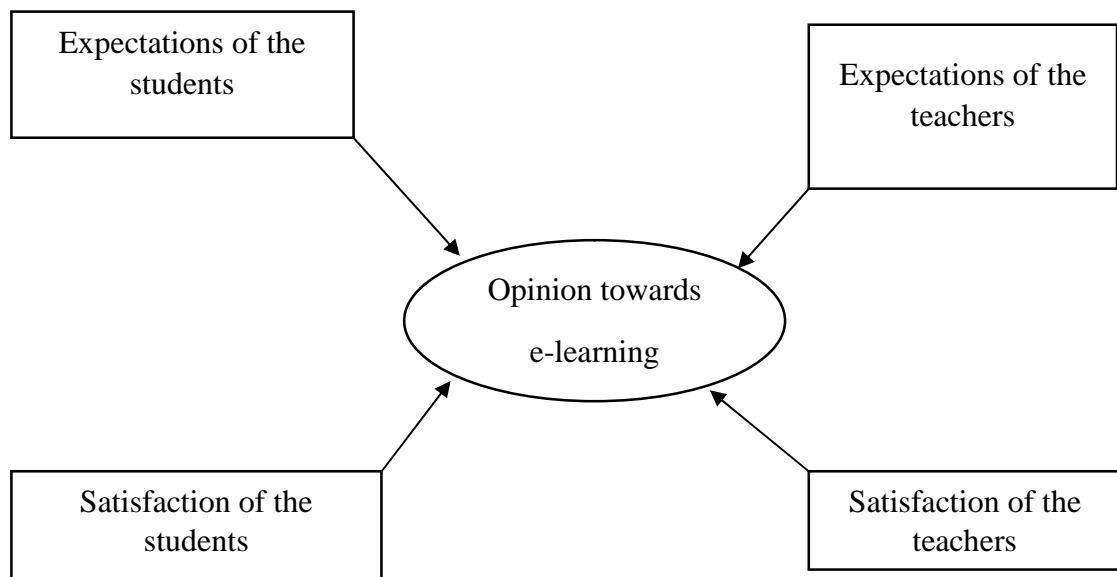 Expectations of the
students
Expectations of the
teachers
Opinion towards
e-learning
Satisfaction of the
students
Satisfaction of the
teachers